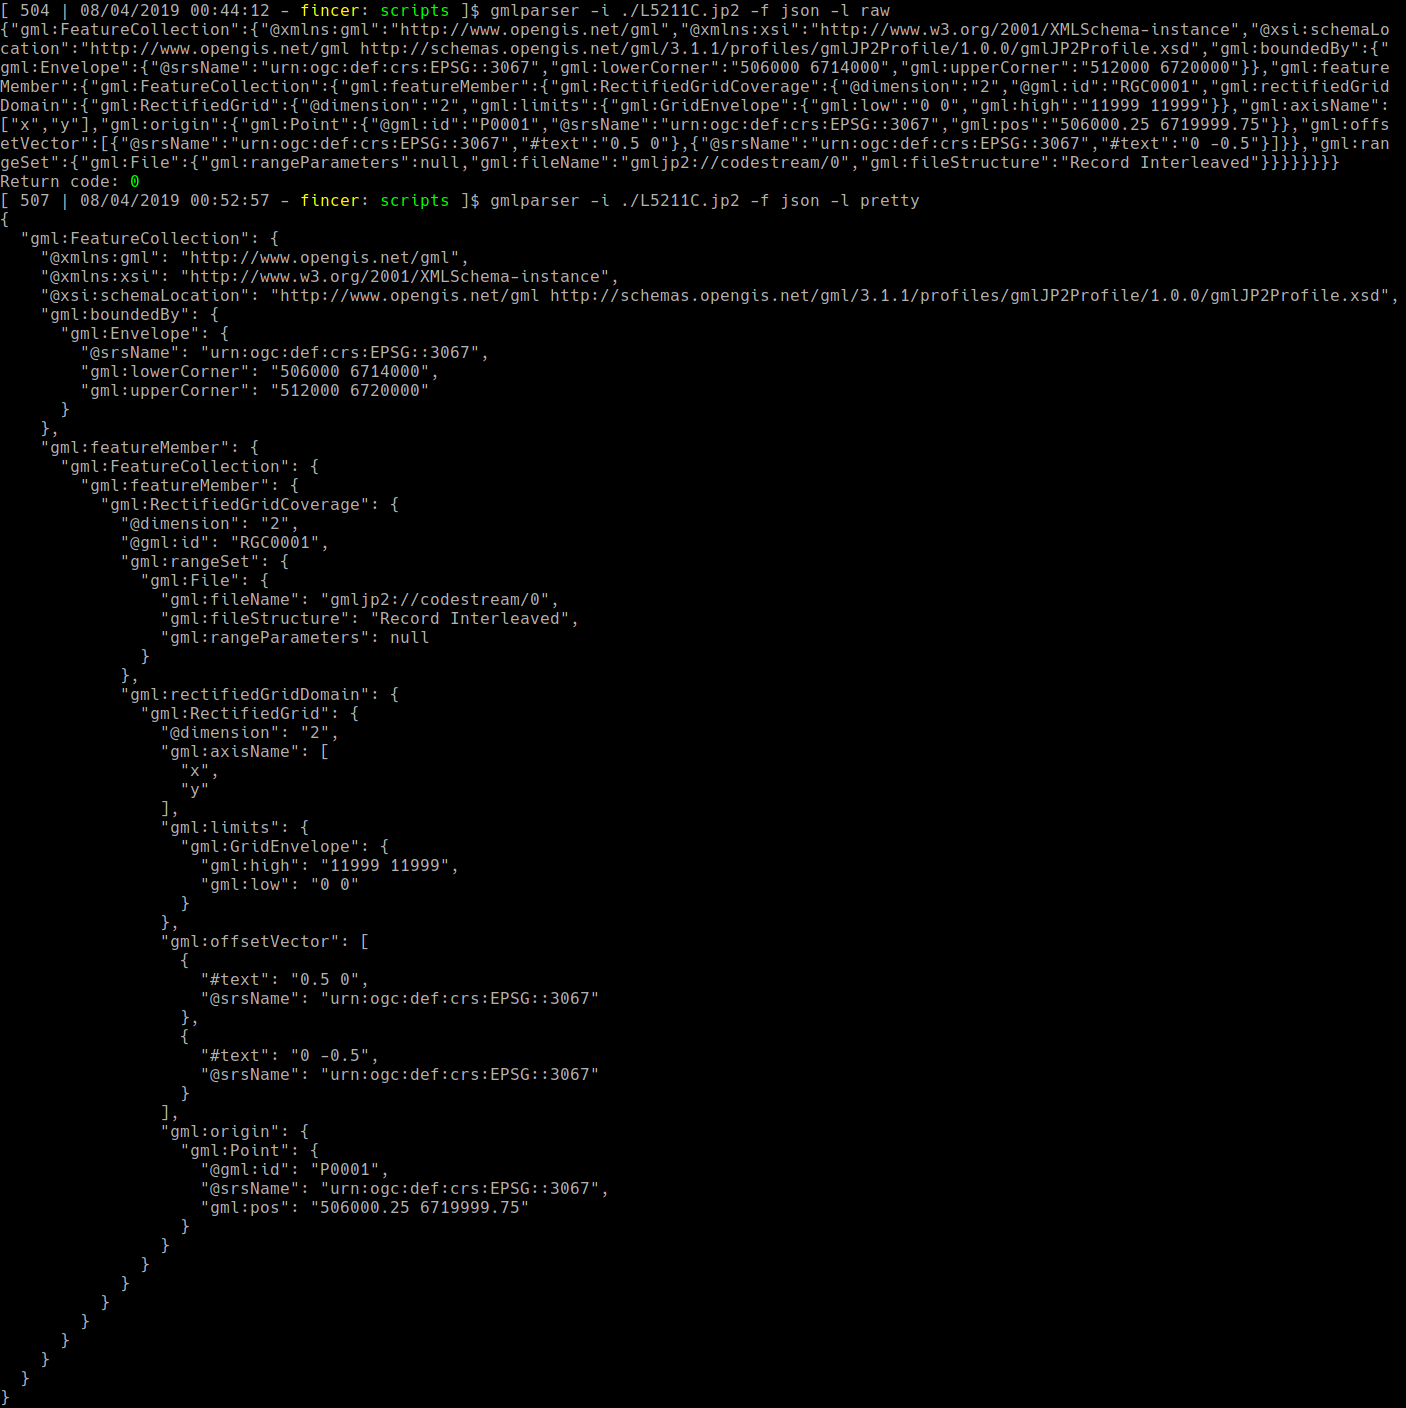 [ 504 | 08/04/2019 00:44:12 - fincer: scripts ]$ gmlparser -i ./L5211C.jp2 -f json -l raw
{"gml:FeatureCollection":{"@xmlns:gml":"http://www.opengis.net/gml","@xmlns:xsi":"http://www.w3.org/2001/XMLSchema-instance","@xsi:schemaLo
cation":"http://www.opengis.net/gml http://schemas.opengis.net/gml/3.1.1/profiles/gmlJP2Profile/1.0.0/gmlJP2Profile.xsd","gml:boundedBy":{"
gml:Envelope":{"@srsName":"urn:ogc:def:crs:EPSG::3067","gml:lowerCorner":"506000 6714000","gml:upperCorner":"512000 6720000"}},"gml:feature
Member":{"gml:FeatureCollection":{"gml:featureMember":{"gml:RectifiedGridCoverage":{"@dimension":"2","@gml:id":"RGC0001","gml:rectifiedGrid
Domain":{"gml:RectifiedGrid":{"@dimension":"2","gml:limits":{"gml:GridEnvelope":{"gml:low":"0 0","gml:high":"11999 11999"}},"gml:axisName":
["x","y"],"gml:origin":{"gml:Point":{"@gml:id":"P0001","@srsName":"urn:ogc:def:crs:EPSG::3067","gml:pos":"506000.25 6719999.75"}},"gml:offs
etVector":[{"@srsName":"urn:ogc:def:crs:EPSG::3067","#text":"0.5 0"},{"@srsName":"urn:ogc:def:crs:EPSG::3067","#text":"0 -0.5"}]}},"gml:ran
geSet":{"gml:File":{"gml:rangeParameters":null,"gml:fileName":"gmljp2://codestream/0","gml:fileStructure":"Record Interleaved"}}}}}}}}
Return code: 0
[ 507 | 08/04/2019 00:52:57 - fincer: scripts ]$ gmlparser -i ./L5211C.jp2 -f json -l pretty
{
  "gml:FeatureCollection": {
    "@xmlns:gml": "http://www.opengis.net/gml",
    "@xmlns:xsi": "http://www.w3.org/2001/XMLSchema-instance",
    "@xsi:schemaLocation": "http://www.opengis.net/gml http://schemas.opengis.net/gml/3.1.1/profiles/gmlJP2Profile/1.0.0/gmlJP2Profile.xsd",
    "gml:boundedBy": {
      "gml:Envelope": {
        "@srsName": "urn:ogc:def:crs:EPSG::3067",
        "gml:lowerCorner": "506000 6714000",
        "gml:upperCorner": "512000 6720000"
      }
    },
    "gml:featureMember": {
      "gml:FeatureCollection": {
        "gml:featureMember": {
          "gml:RectifiedGridCoverage": {
            "@dimension": "2",
            "@gml:id": "RGC0001",
            "gml:rangeSet": {
              "gml:File": {
                "gml:fileName": "gmljp2://codestream/0",
                "gml:fileStructure": "Record Interleaved",
                "gml:rangeParameters": null
              }
            },
            "gml:rectifiedGridDomain": {
              "gml:RectifiedGrid": {
                "@dimension": "2",
                "gml:axisName": [
                  "x",
                  "y"
                ],
                "gml:limits": {
                  "gml:GridEnvelope": {
                    "gml:high": "11999 11999",
                    "gml:low": "0 0"
                  }
                },
                "gml:offsetVector": [
                  {
                    "#text": "0.5 0",
                    "@srsName": "urn:ogc:def:crs:EPSG::3067"
                  },
                  {
                    "#text": "0 -0.5",
                    "@srsName": "urn:ogc:def:crs:EPSG::3067"
                  }
                ],
                "gml:origin": {
                  "gml:Point": {
                    "@gml:id": "P0001",
                    "@srsName": "urn:ogc:def:crs:EPSG::3067",
                    "gml:pos": "506000.25 6719999.75"
                  }
                }
              }
            }
          }
        }
      }
    }
  }
}